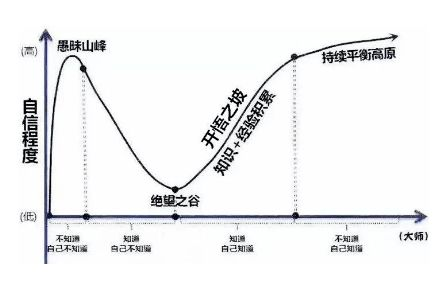 (高)
愚昧山峰
持续平衡高原
自信程度
开悟之坡
知识+经验积累
绝望之谷
(低)
(大师)
不知道
自己不知道
知道
自己不知道
知道
自己知道
不知道
自己知道